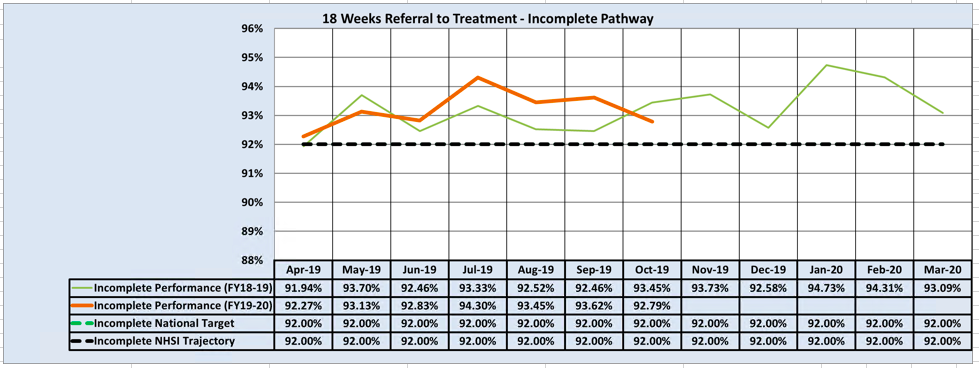 18 Weeks Referral to Treatment - Incomplete Pathway
96%
95%
94%
93%
92%
91%
90%
89%
88%
Apr-19 May-19 Jun-19 Jul-19 Aug-19 Sep-19 Oct-19 Nov-19 Dec-19 Jan-20 Feb-20 Mar-20
Incomplete Performance (FY18-19) 91.94% 93.70% 92.46% 93.33% 92.52% 92.46% 93.45% 93.73% 92.58% 94.73% 94.31% 93.09%
Incomplete Performance (FY19-20) 92.27% 93.13% 92.83% 94.30% 93.45% 93.62% 92.79%
Incomplete National Target 92.00% 92.00% 92.00% 92.00% 92.00% 92.00% 92.00% 92.00% 92.00% 92.00% 92.00% 92.00%
Incomplete NHSI Trajectory 92.00% 92.00% 92.00% 92.00% 92.00% 92.00% 92.00% 92.00% 92.00% 92.00% 92.00% 92.00%